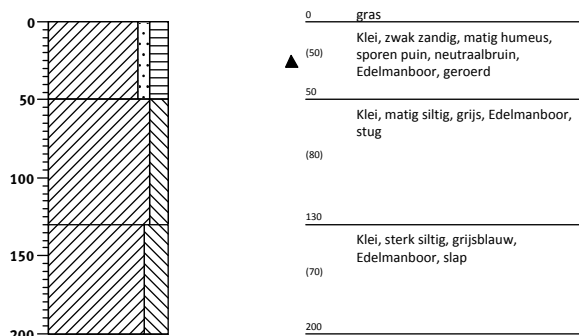 0
50
100
150
200
0 gras
(50)
Klei, zwak zandig, matig humeus,
sporen puin, neutraalbruin,
Edelmanboor, geroerd
50
Klei, matig siltig, grijs, Edelmanboor,
stug
(80)
130
Klei, sterk siltig, grijsblauw,
Edelmanboor, slap
(70)
200